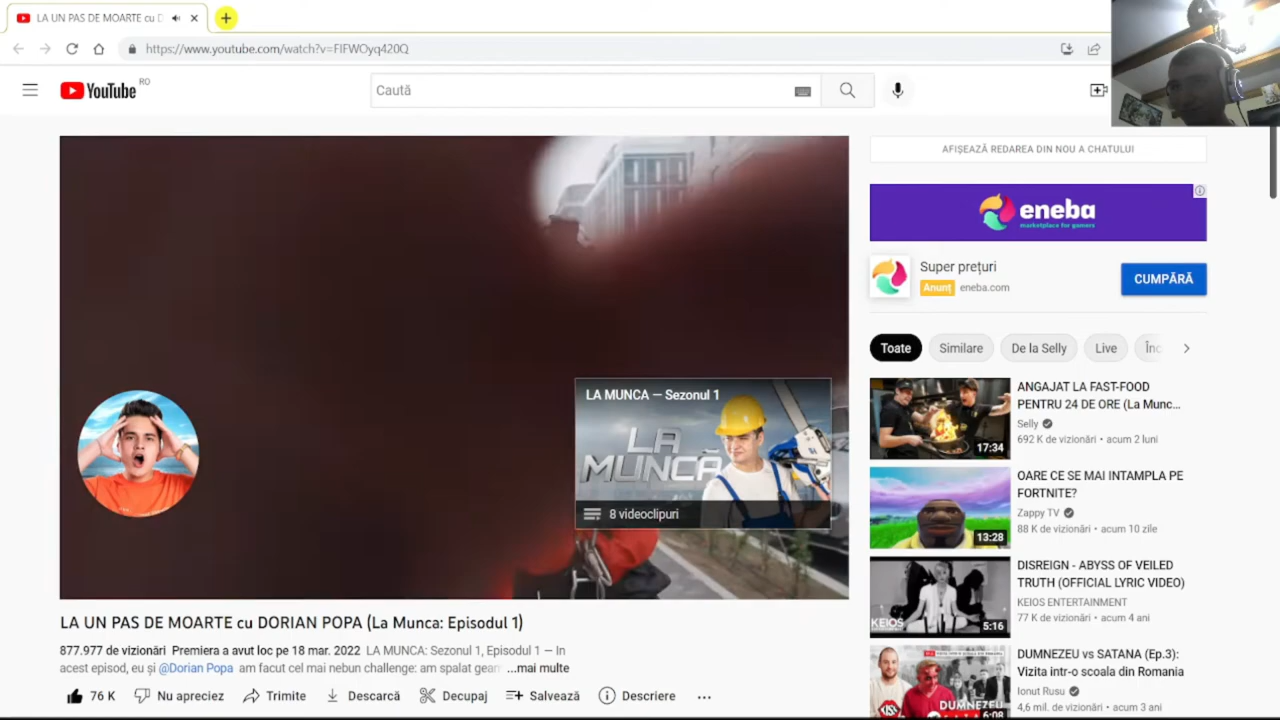 LA UN PAS DE MOARTE cu D
https://www.youtube.com/watch?v=FIFWOyq420Q
YouTube RO
Caută
AFIȘEAZĂ REDAREA DIN NOU A CHATULUI
eneba
marketplace for gamers
Super prețuri
Anunț eneba.com
CUMPĂRĂ
Toate Similare De la Selly Live Înc
LA MUNCA — Sezonul 1
LA
MUNCĂ
8 videoclipuri
ANGAJAT LA FAST-FOOD
PENTRU 24 DE ORE (La Munc...
Selly
692 K de vizionări • acum 2 luni
17:34
OARE CE SE MAI INTAMPLA PE
FORTNITE?
Zappy TV
88 K de vizionări • acum 10 zile
13:28
DISREIGN - ABYSS OF VEILED
TRUTH (OFFICIAL LYRIC VIDEO)
KEIOS ENTERTAINMENT
77 K de vizionări • acum 4 ani
KEIOS
5:16
DUMNEZEU vs SATANA (Ep.3):
Vizita intr-o scoala din Romania
Ionut Rusu
4,6 mil. de vizionări • acum 3 ani
DUMNEZEU
6:08
LA UN PAS DE MOARTE cu DORIAN POPA (La Munca: Episodul 1)
877.977 de vizionări Premiera a avut loc pe 18 mar. 2022 LA MUNCA: Sezonul 1, Episodul 1 — In
acest episod, eu și @Dorian Popa am facut cel mai nebun challenge: am spalat geam ...mai multe
76 K Nu apreciez Trimite Descarcă Decupaj Salvează Descriere